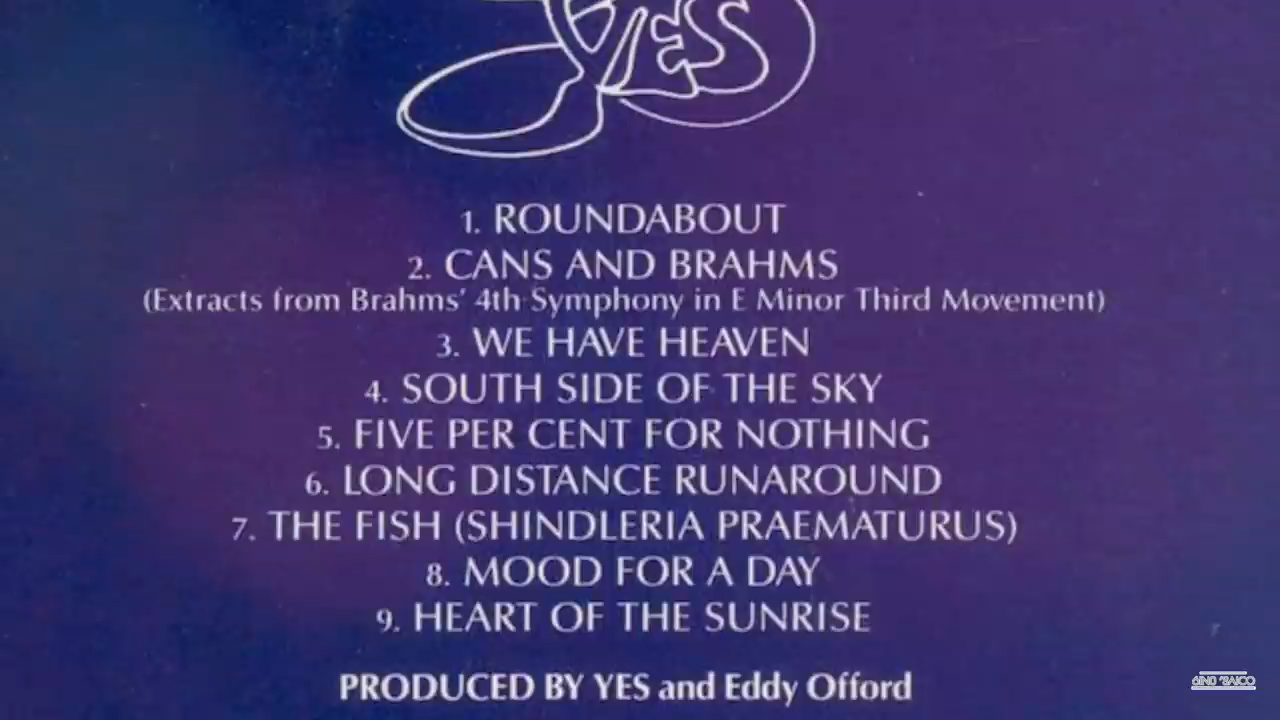 YES
1. ROUNDABOUT
2. CANS AND BRAHMS
(Extracts from Brahms' 4th Symphony in E Minor Third Movement)
3. WE HAVE HEAVEN
4. SOUTH SIDE OF THE SKY
5. FIVE PER CENT FOR NOTHING
6. LONG DISTANCE RUNAROUND
7. THE FISH (SHINDLERIA PRAEMATURUS)
8. MOOD FOR A DAY
9. HEART OF THE SUNRISE
PRODUCED BY YES and Eddy Offord